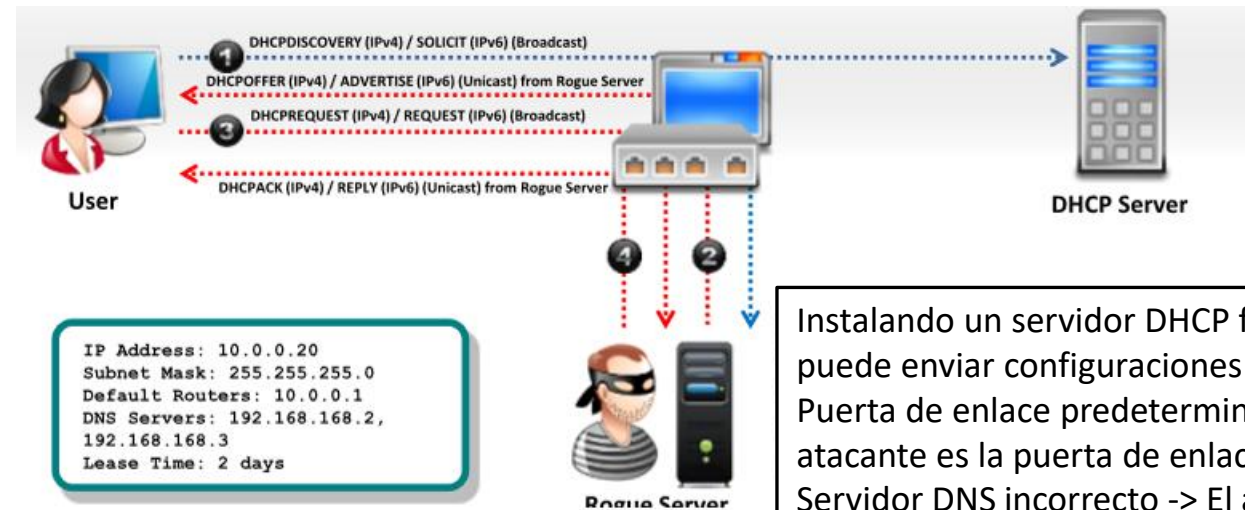 DHCPDISCOVERY (IPv4) / SOLICIT (IPv6) (Broadcast)
1
DHCPOFFER (IPv4) / ADVERTISE (IPv6) (Unicast) from Rogue Server
DHCPREQUEST (IPv4) / REQUEST (IPv6) (Broadcast)
3
DHCPACK (IPv4) / REPLY (IPv6) (Unicast) from Rogue Server
User
DHCP Server
4
2
IP Address: 10.0.0.20
Subnet Mask: 255.255.255.0
Default Routers: 10.0.0.1
DNS Servers: 192.168.168.2,
192.168.168.3
Lease Time: 2 days
Rogue Server
Instalando un servidor DHCP f
puede enviar configuraciones
Puerta de enlace predetermin
atacante es la puerta de enlac
Servidor DNS incorrecto -> El a